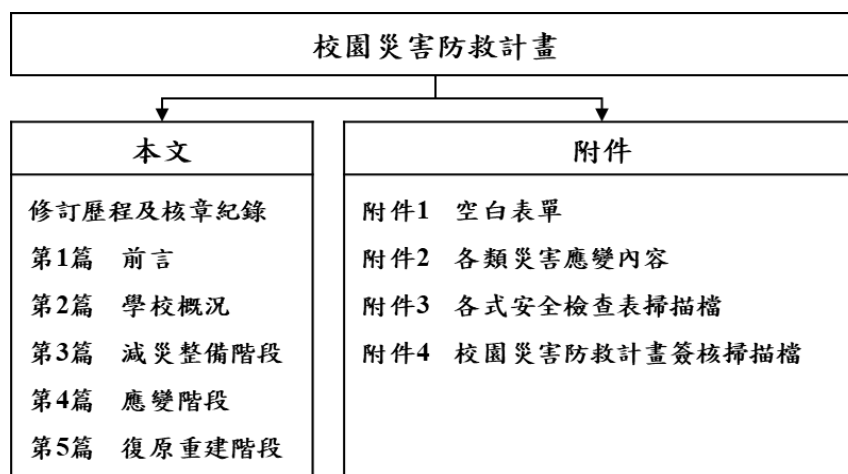 校園災害防救計畫
本文
修訂歷程及核章紀錄
第1篇 前言
第2篇 學校概況
第3篇 減災整備階段
第4篇 應變階段
第5篇 復原重建階段
附件
附件1 空白表單
附件2 各類災害應變內容
附件3 各式安全檢查表掃描檔
附件4 校園災害防救計畫簽核掃描檔